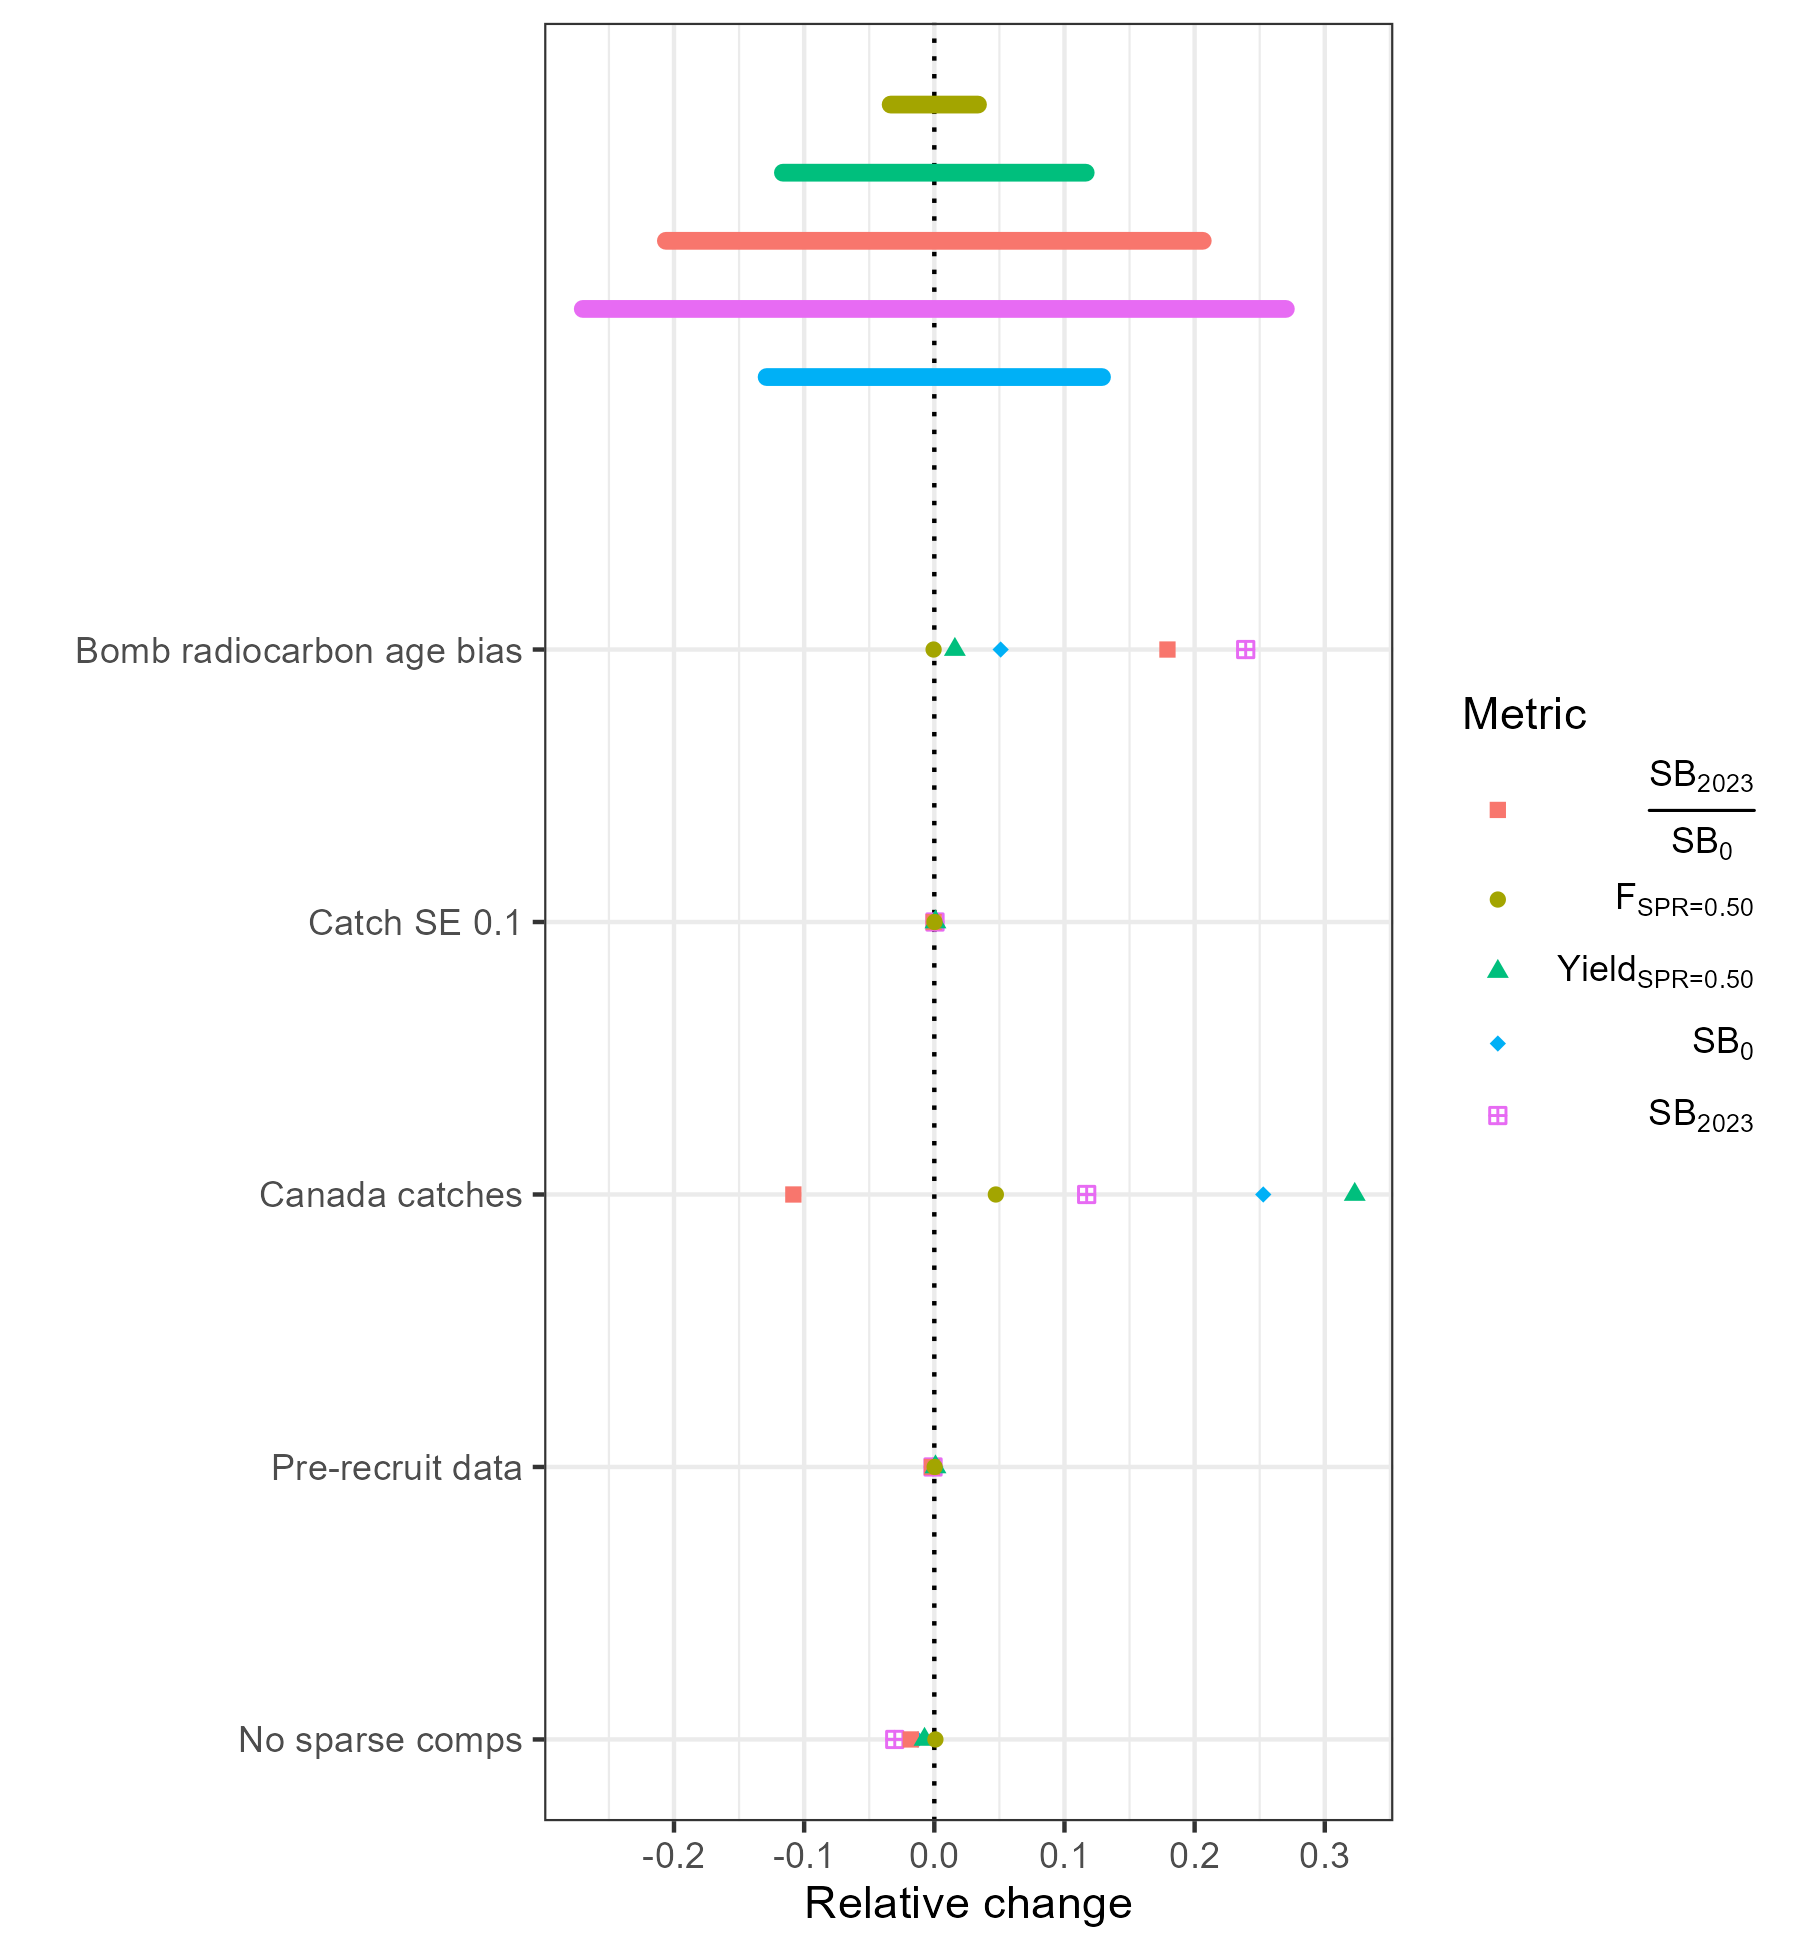 Bomb radiocarbon age bias
Catch SE 0.1
Canada catches
Pre-recruit data
No sparse comps
-0.2 -0.1 0.0 0.1 0.2 0.3
Relative change
Metric
SB2023
SB0
FSPR=0.50
YieldSPR=0.50
SB0
SB2023